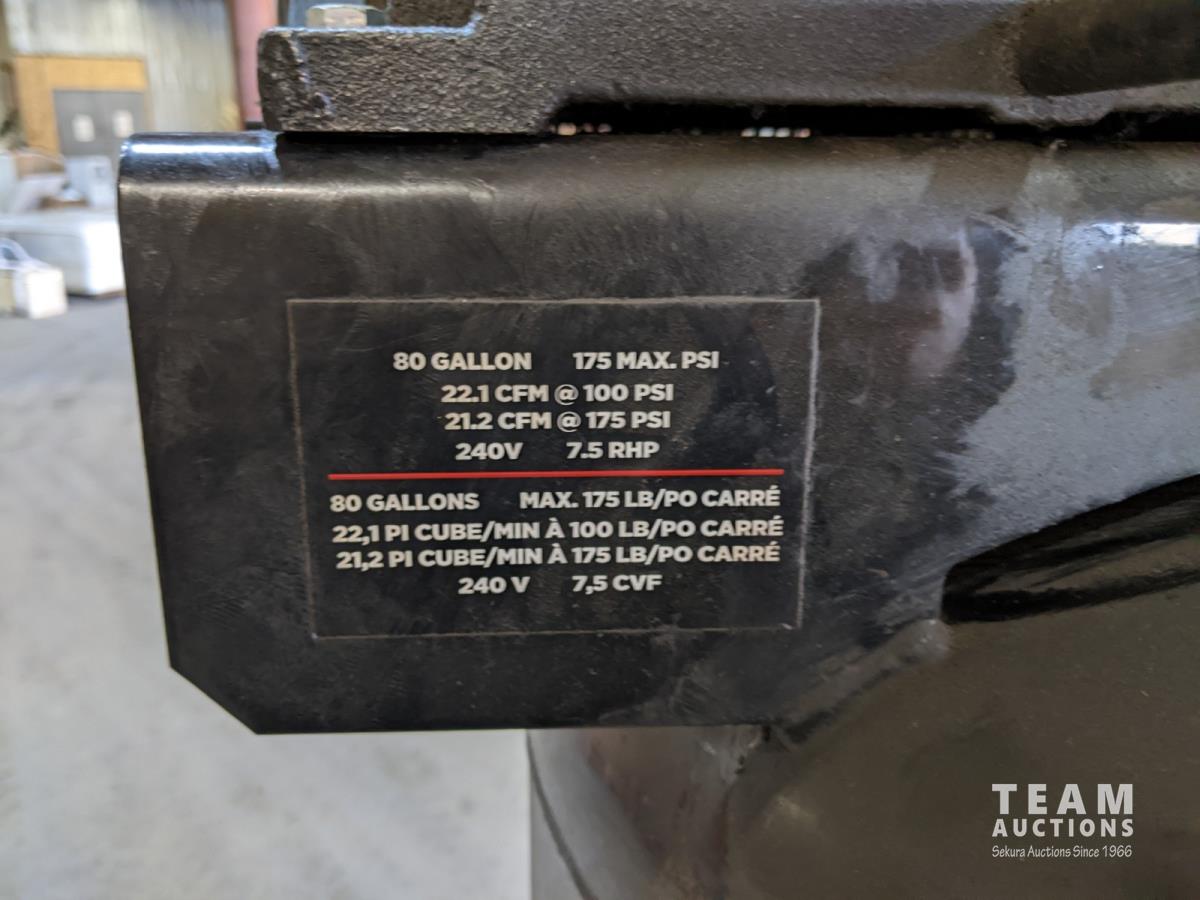 80 GALLON 175 MAX. PSI
22.1 CFM @ 100 PSI
21.2 CFM @ 175 PSI
240V 7.5 RHP
80 GALLONS MAX. 175 LB/PO CARRÉ
22,1 PI CUBE/MIN À 100 LB/PO CARRÉ
21,2 PI CUBE/MIN À 175 LB/PO CARRÉ
240 V 7,5 CVF
TEAM
AUCTIONS
Sekura Auctions Since 1966